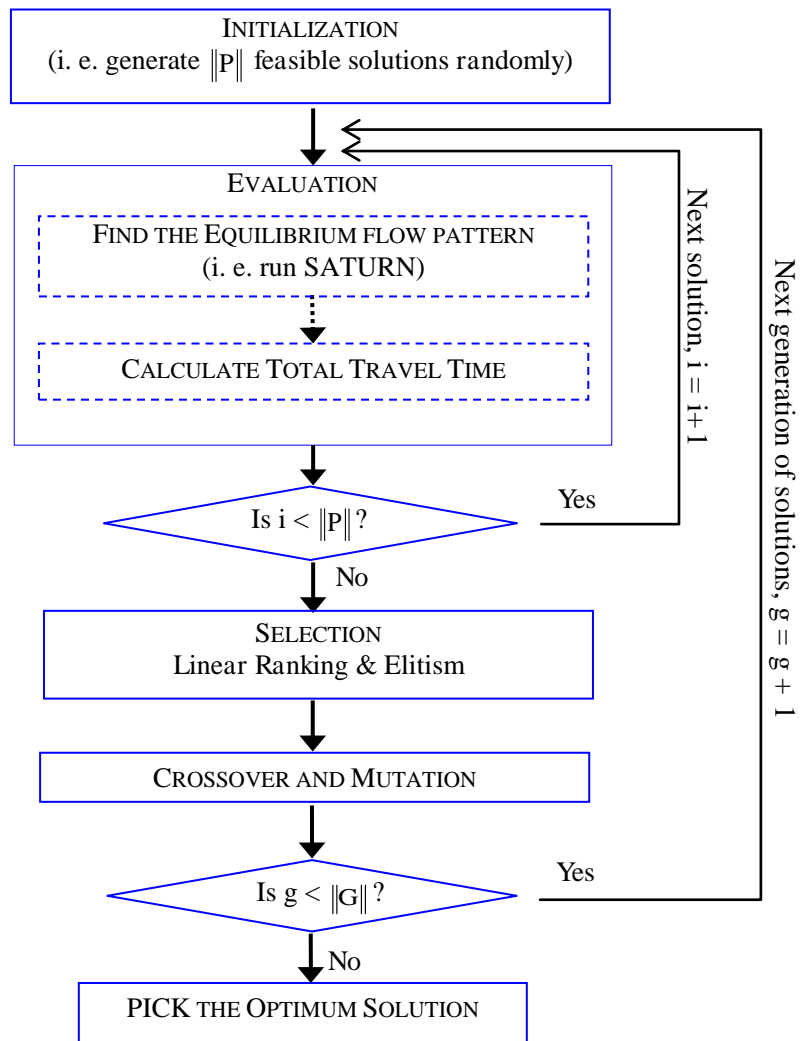 INITIALIZATION
(i. e. generate ‖P‖ feasible solutions randomly)
EVALUATION
FIND THE EQUILIBRIUM FLOW PATTERN
(i. e. run SATURN)
CALCULATE TOTAL TRAVEL TIME
Next solution, i = i+1
Next generation of solutions, g = g + 1
Is i < ‖P‖ ?
Yes
No
SELECTION
Linear Ranking & Elitism
CROSSOVER AND MUTATION
Is g < ‖G‖ ?
Yes
No
PICK THE OPTIMUM SOLUTION